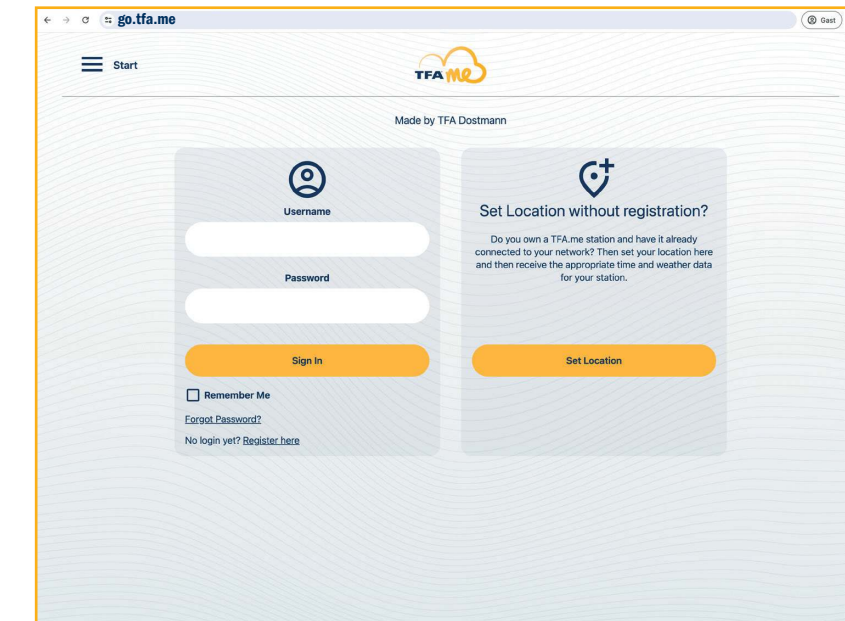 go.tfa.me
Gast
Start
TFA me
Made by TFA Dostmann
Username
Password
Sign In
Remember Me
Forgot Password?
No login yet? Register here
Set Location without registration?
Do you own a TFA.me station and have it already
connected to your network? Then set your location here
and then receive the appropriate time and weather data
for your station.
Set Location